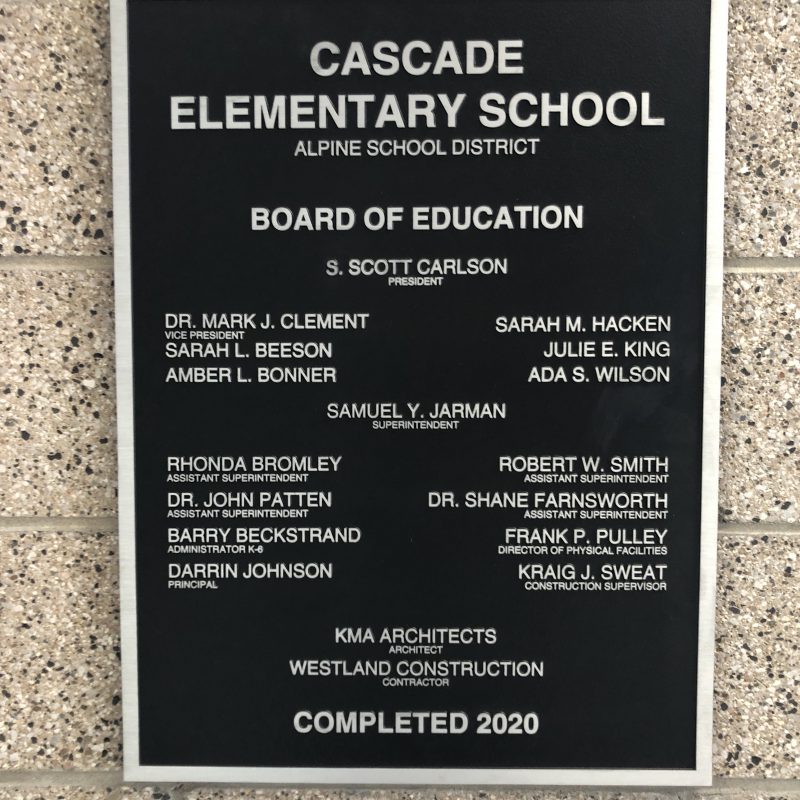 CASCADE
ELEMENTARY SCHOOL
ALPINE SCHOOL DISTRICT
BOARD OF EDUCATION
S. SCOTT CARLSON
PRESIDENT
DR. MARK J. CLEMENT
VICE PRESIDENT
SARAH M. HACKEN
SARAH L. BEESON
JULIE E. KING
AMBER L. BONNER
ADA S. WILSON
SAMUEL Y. JARMAN
SUPERINTENDENT
RHONDA BROMLEY
ASSISTANT SUPERINTENDENT
ROBERT W. SMITH
ASSISTANT SUPERINTENDENT
DR. JOHN PATTEN
ASSISTANT SUPERINTENDENT
DR. SHANE FARNSWORTH
ASSISTANT SUPERINTENDENT
BARRY BECKSTRAND
ADMINISTRATOR K-6
FRANK P. PULLEY
DIRECTOR OF PHYSICAL FACILITIES
DARRIN JOHNSON
PRINCIPAL
KRAIG J. SWEAT
CONSTRUCTION SUPERVISOR
KMA ARCHITECTS
ARCHITECT
WESTLAND CONSTRUCTION
CONTRACTOR
COMPLETED 2020